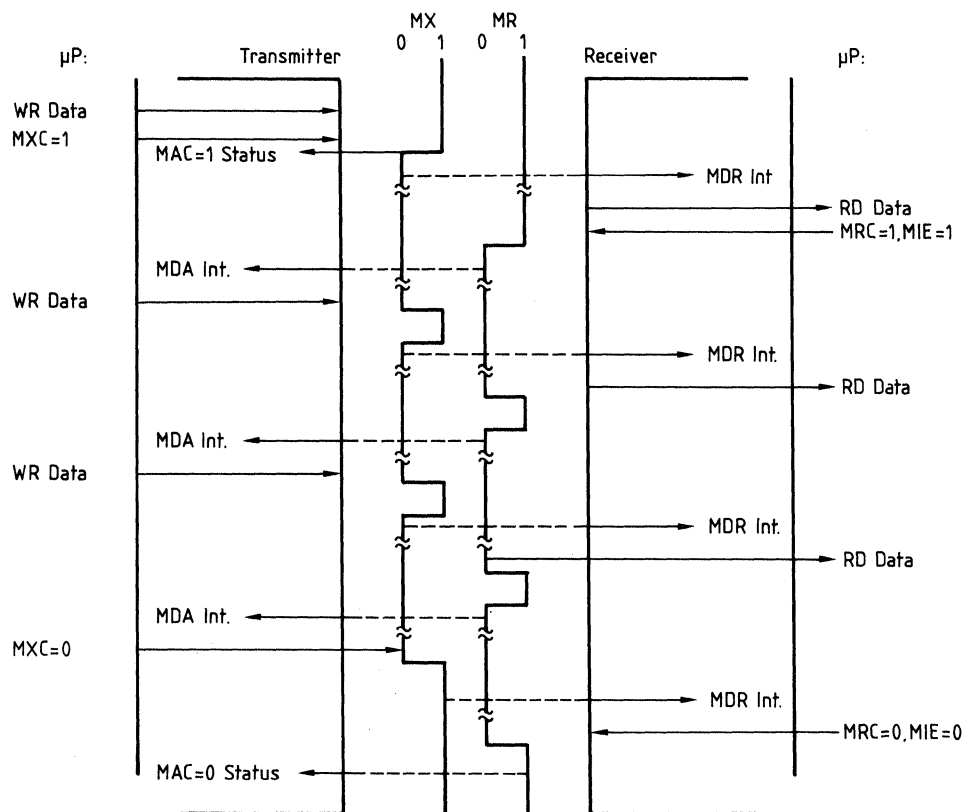 MX MR
0 1 0 1
µP: Transmitter Receiver µP:
WR Data
MXC=1
MAC=1 Status
MDR Int
RD Data
MRC=1,MIE=1
MDA Int.
WR Data
MDR Int.
RD Data
MDA Int.
WR Data
MDR Int.
RD Data
MDA Int.
MXC=0
MDR Int.
MRC=0,MIE=0
MAC=0 Status